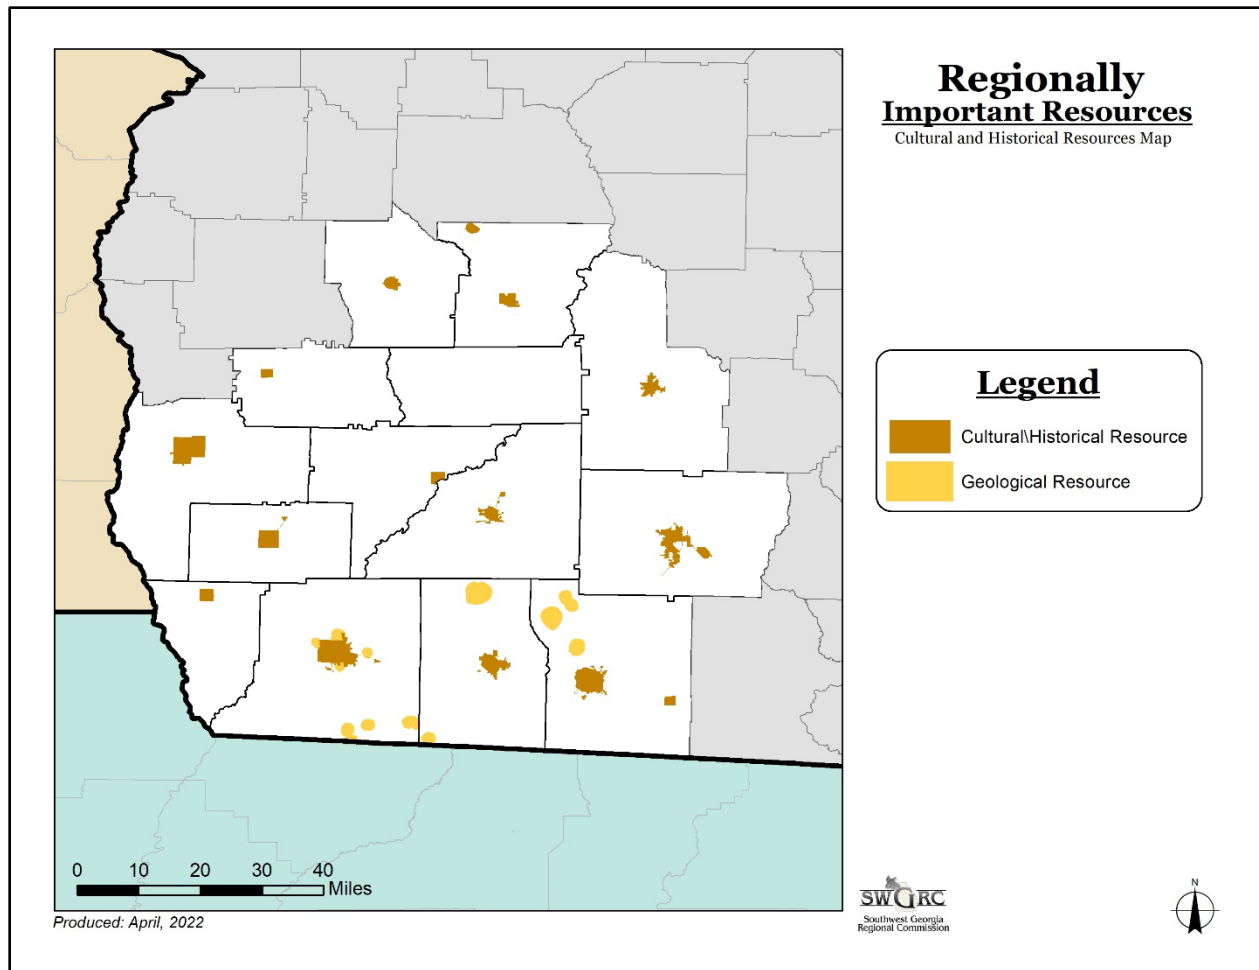 Regionally
Important Resources
Cultural and Historical Resources Map
Legend
Cultural\Historical Resource
Geological Resource
0 10 20 30 40
Miles
Produced: April, 2022
SWGRC
Southwest Georgia
Regional Commission
N